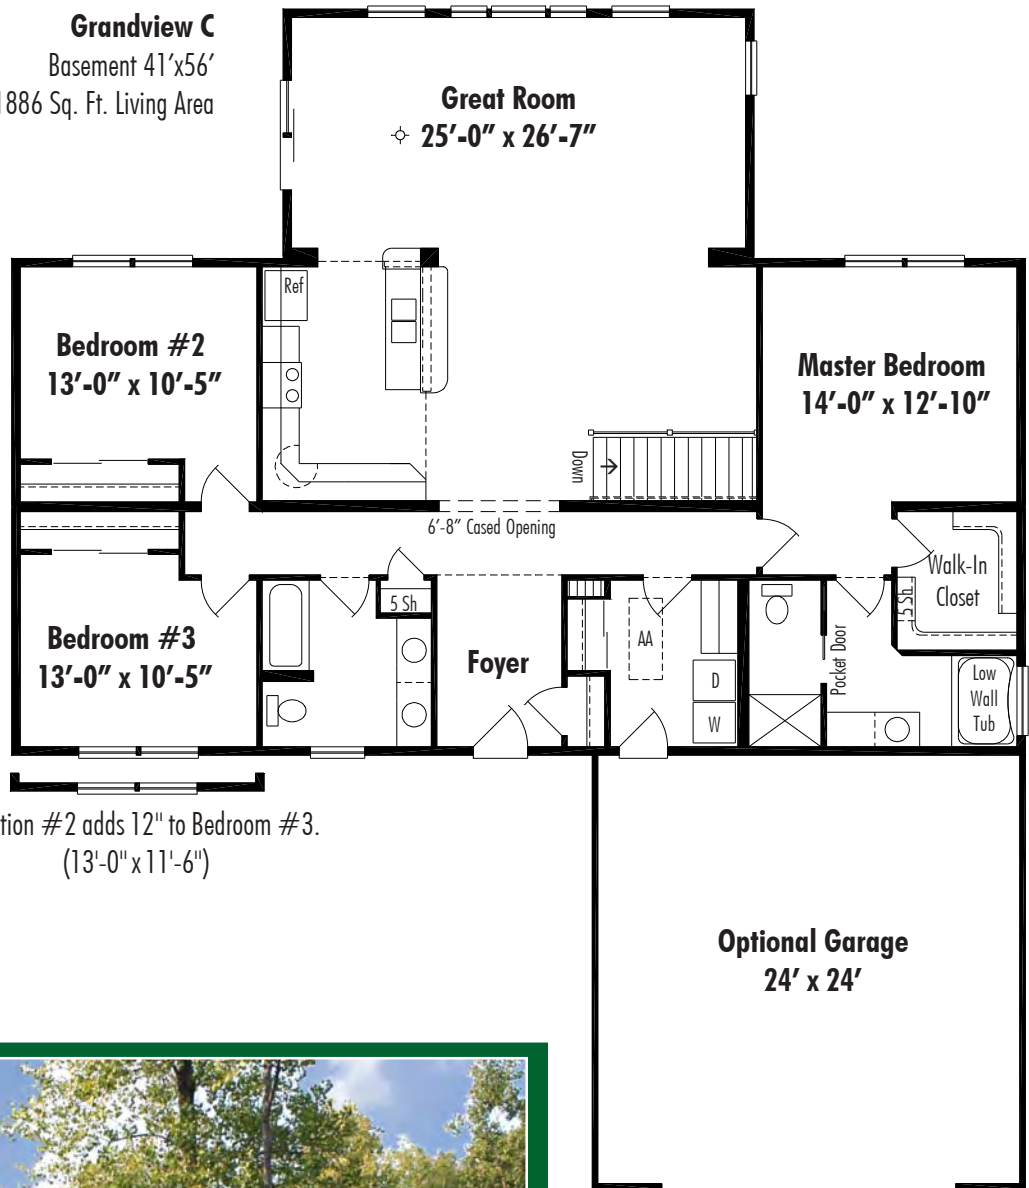 Grandview C
Basement 41′x56′
1886 Sq. Ft. Living Area
Great Room
25′-0″ x 26′-7″
Ref
Bedroom #2
13′-0″ x 10′-5″
Master Bedroom
14′-0″ x 12′-10″
Down
6′-8″ Cased Opening
Walk-In
Closet
5 Sh
5 Sh
Bedroom #3
13′-0″ x 10′-5″
Foyer
AA
D
W
Pocket Door
Low
Wall
Tub
#2 adds 12" to Bedroom #3.
(13'-0" x 11'-6")
Optional Garage
24′ x 24′